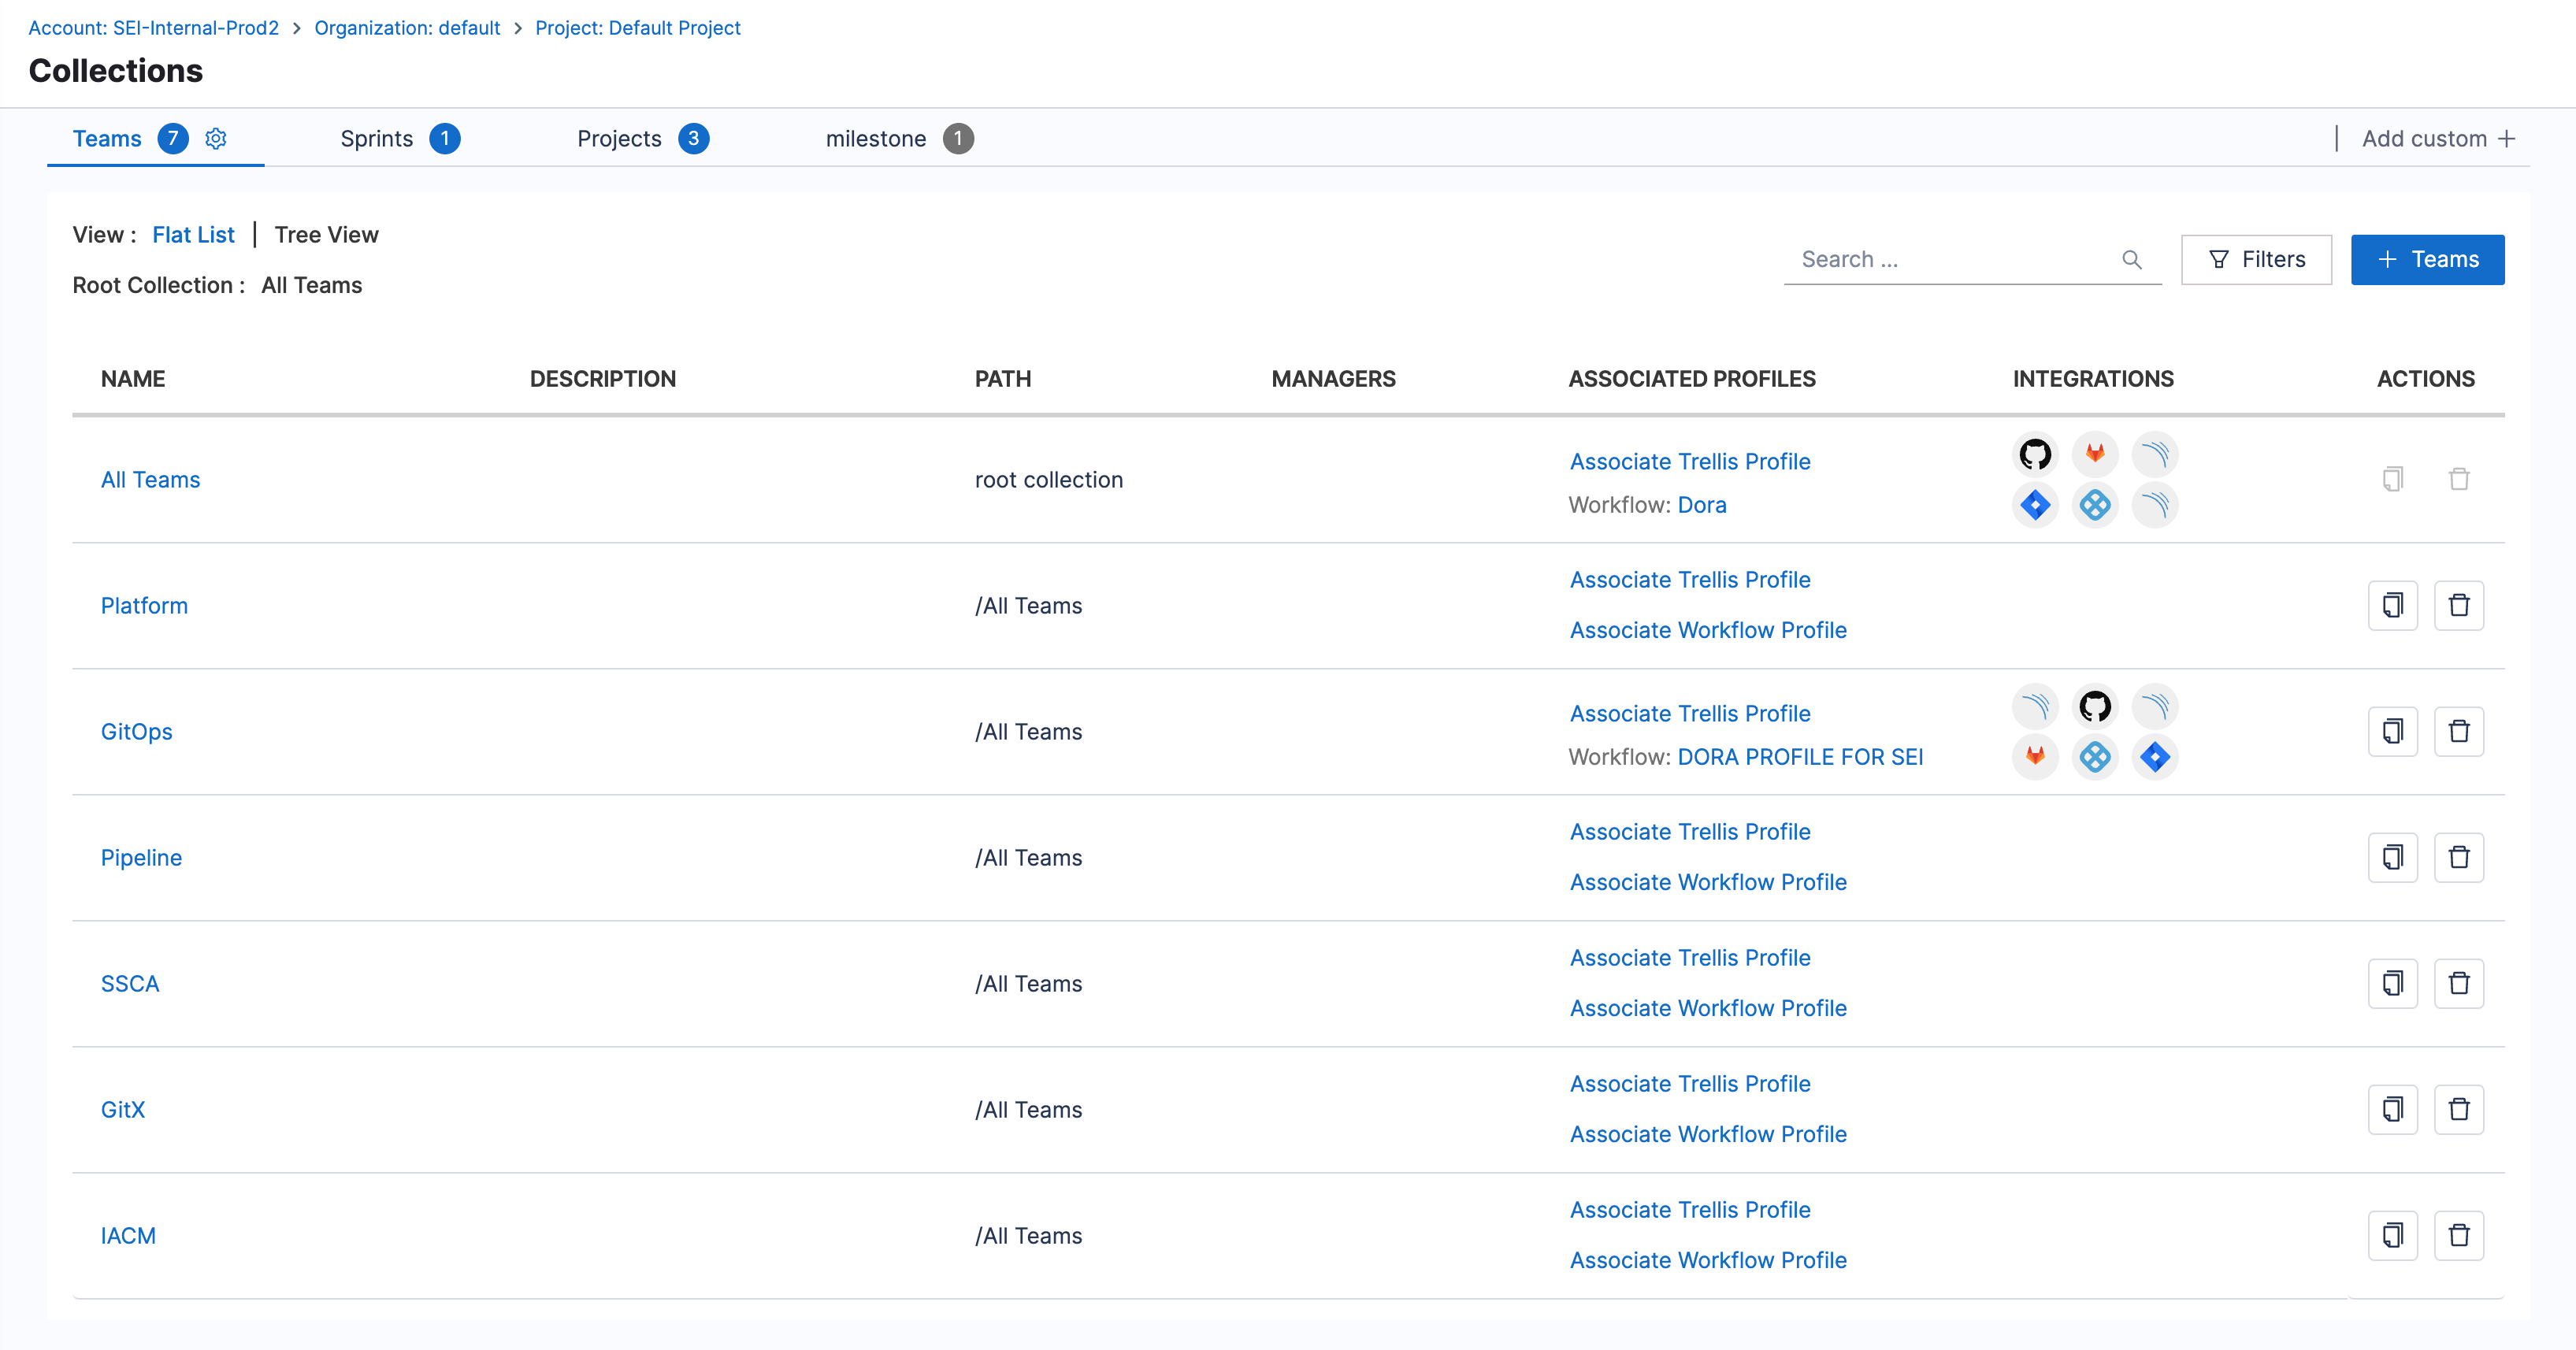 Account: SEI-Internal-Prod2 > Organization: default > Project: Default Project
Collections
Teams 7 Sprints 1 Projects 3 milestone 1 | Add custom +
View : Flat List | Tree View
Root Collection : All Teams
Search ... Filters + Teams
NAME DESCRIPTION PATH MANAGERS ASSOCIATED PROFILES INTEGRATIONS ACTIONS
All Teams root collection Associate Trellis Profile
Workflow: Dora
Platform /All Teams Associate Trellis Profile
Associate Workflow Profile
GitOps /All Teams Associate Trellis Profile
Workflow: DORA PROFILE FOR SEI
Pipeline /All Teams Associate Trellis Profile
Associate Workflow Profile
SSCA /All Teams Associate Trellis Profile
Associate Workflow Profile
GitX /All Teams Associate Trellis Profile
Associate Workflow Profile
IACM /All Teams Associate Trellis Profile
Associate Workflow Profile